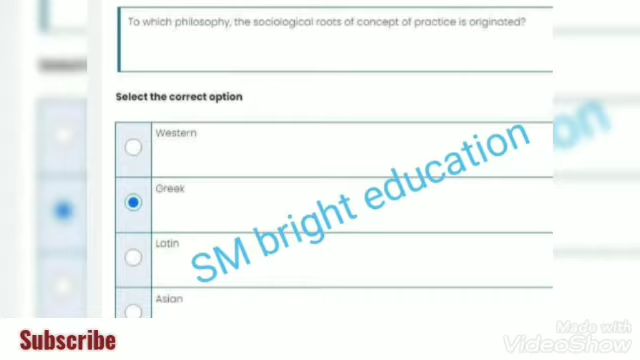 To which philosophy, the sociological roots of concept of practice is originated?
Select the correct option
Western
Greek
Latin
Asian
SM bright education
on
Subscribe
Made with
VideoShow